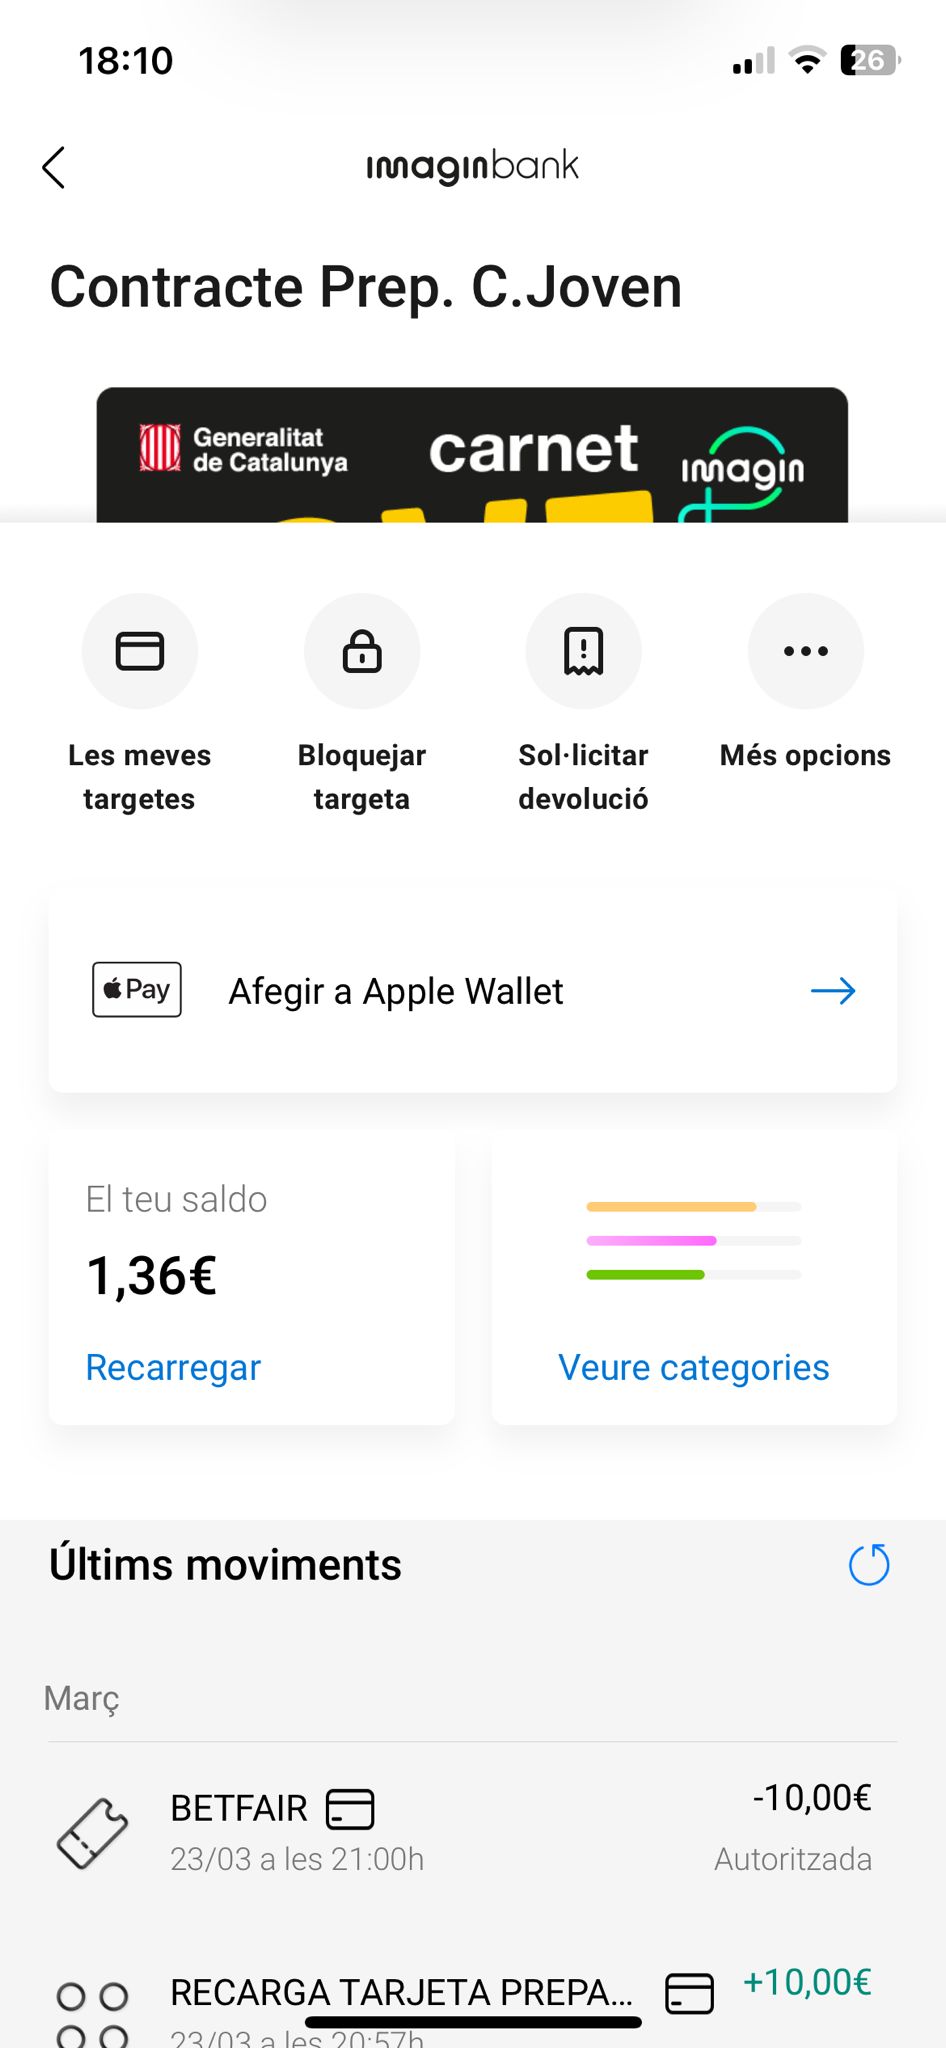 18:10
26
imaginbank
Contracte Prep. C.Joven
Generalitat
de Catalunya
carnet
imagin
Les meves
targetes
Bloquejar
targeta
Sol·licitar
devolució
Més opcions
Pay
Afegir a Apple Wallet
El teu saldo
1,36€
Recarregar
Veure categories
Últims moviments
Març
BETFAIR
-10,00€
23/03 a les 21:00h
Autoritzada
RECARGA TARJETA PREPA...
+10,00€
23/03 a les 20:57h